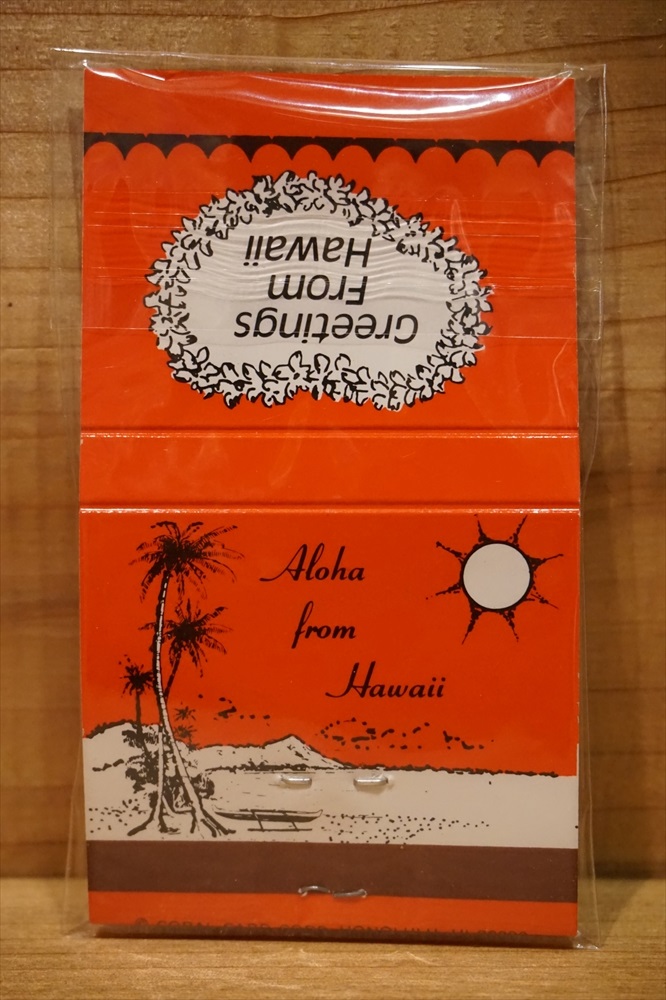 Greetings
From
Hawaii
Aloha
from
Hawaii